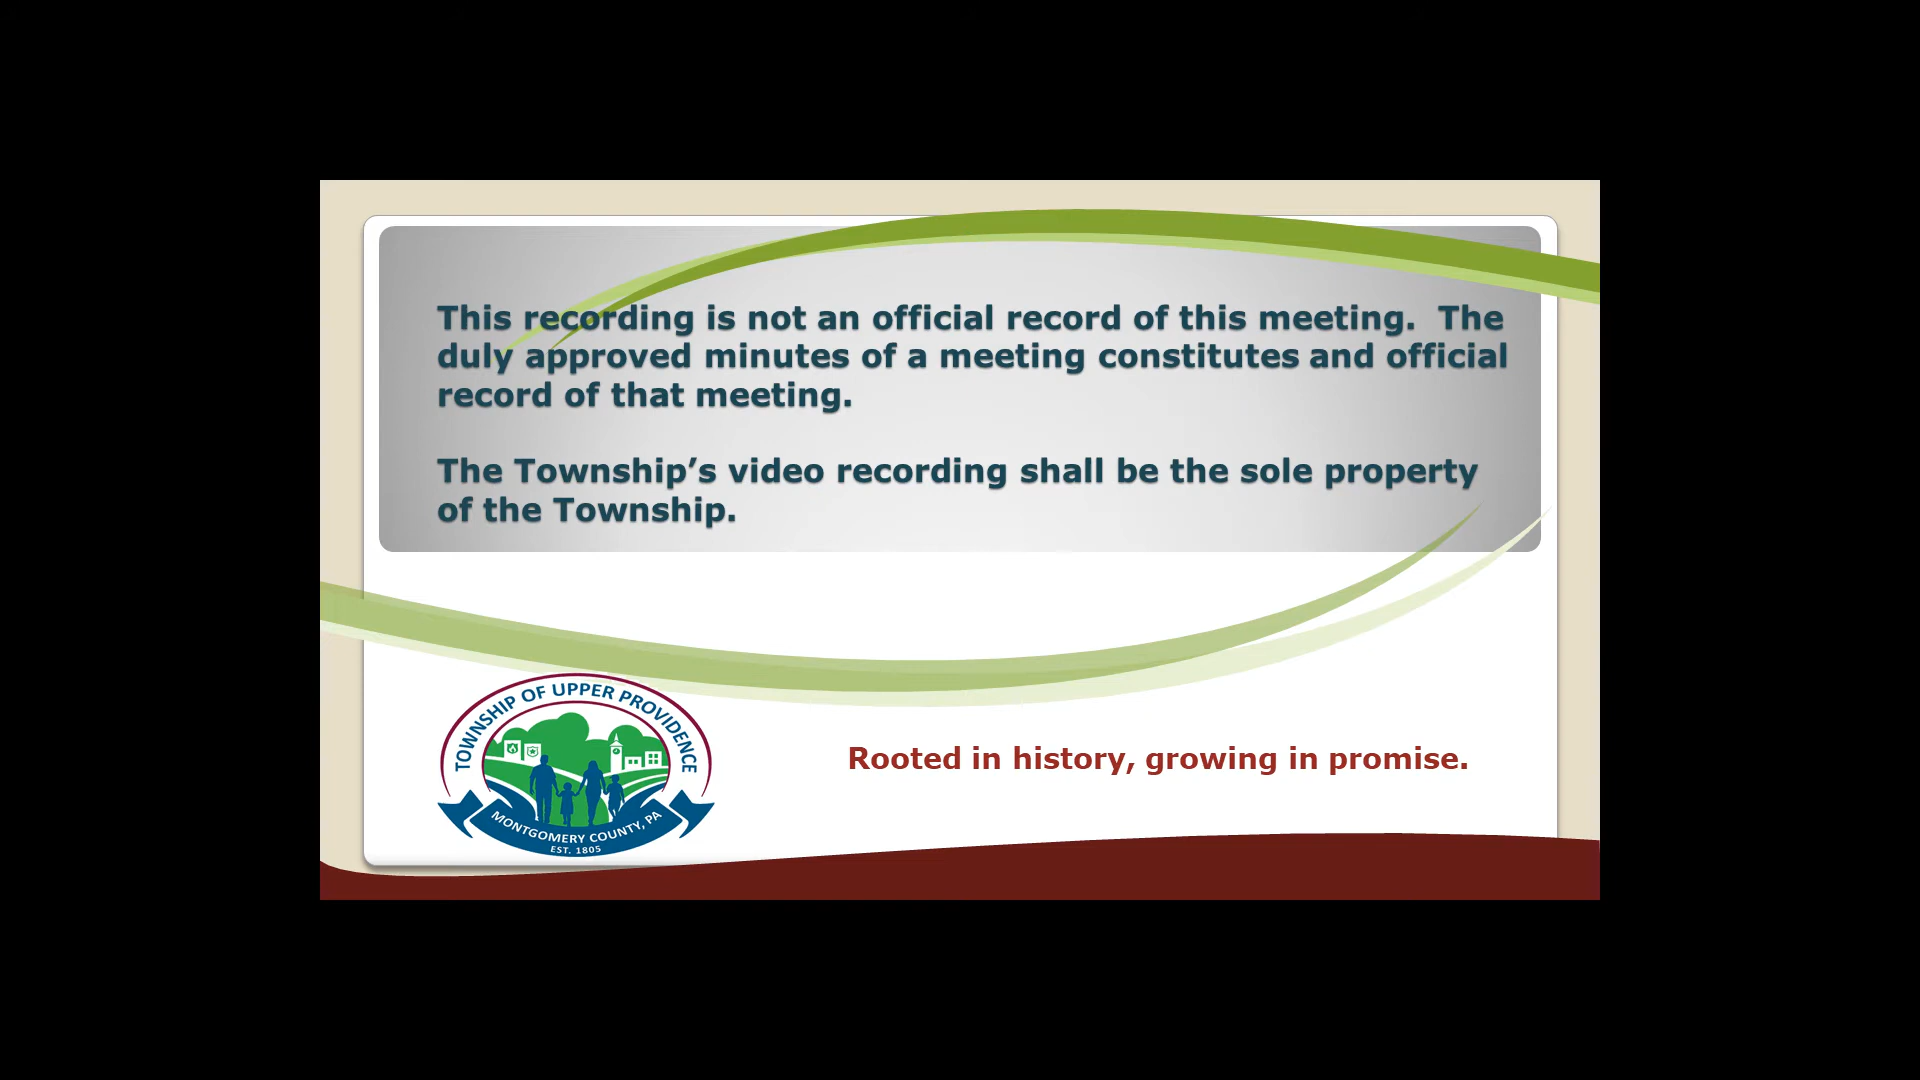 This recording is not an official record of this meeting.  The
duly approved minutes of a meeting constitutes and official
record of that meeting.
The Township’s video recording shall be the sole property
of the Township.
TOWNSHIP OF UPPER PROVIDENCE
MONTGOMERY COUNTY, PA
EST. 1805
Rooted in history, growing in promise.